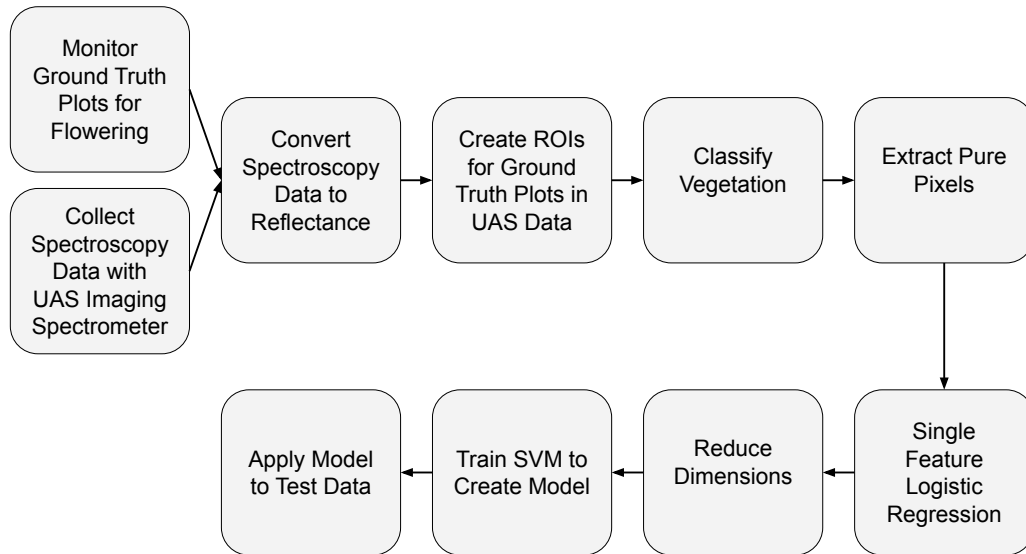 Monitor
Ground Truth
Plots for
Flowering
Collect
Spectroscopy
Data with
UAS Imaging
Spectrometer
Convert
Spectroscopy
Data to
Reflectance
Create ROIs
for Ground
Truth Plots in
UAS Data
Classify
Vegetation
Extract Pure
Pixels
Single
Feature
Logistic
Regression
Reduce
Dimensions
Train SVM to
Create Model
Apply Model
to Test Data